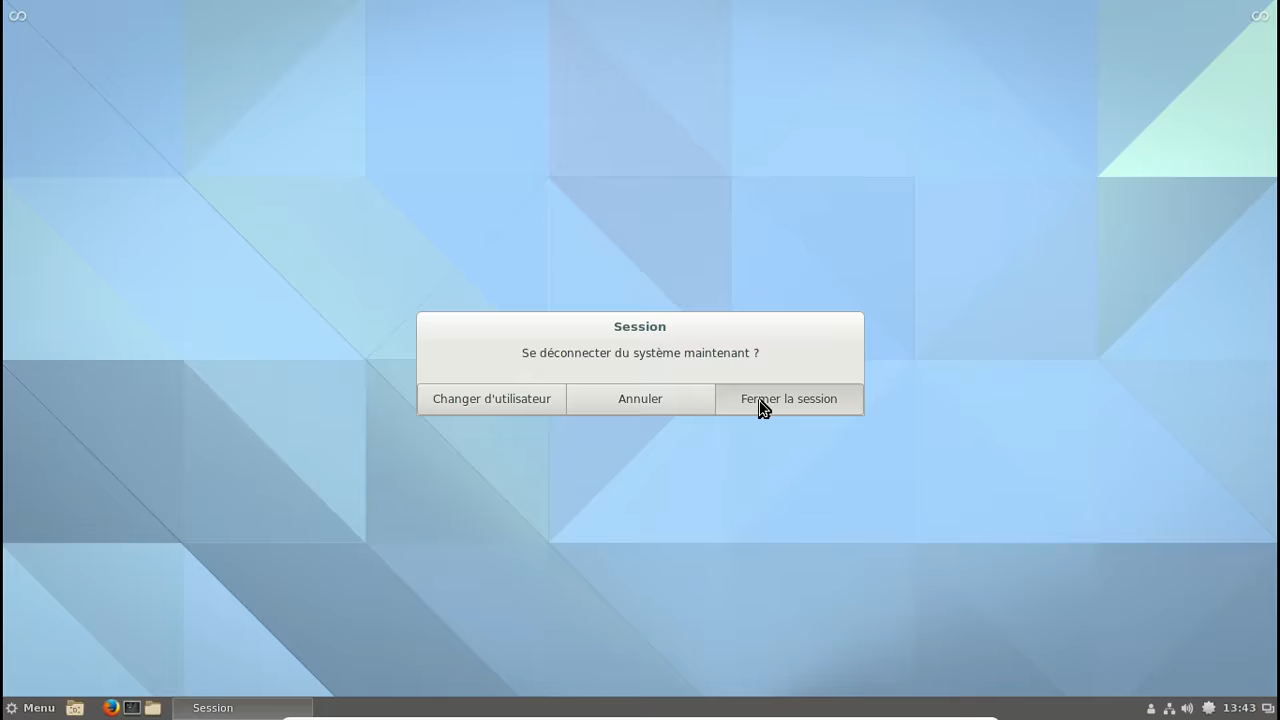 Session
Se déconnecter du système maintenant ?
Changer d'utilisateur
Annuler
Fermer la session
Menu
Session
13:43